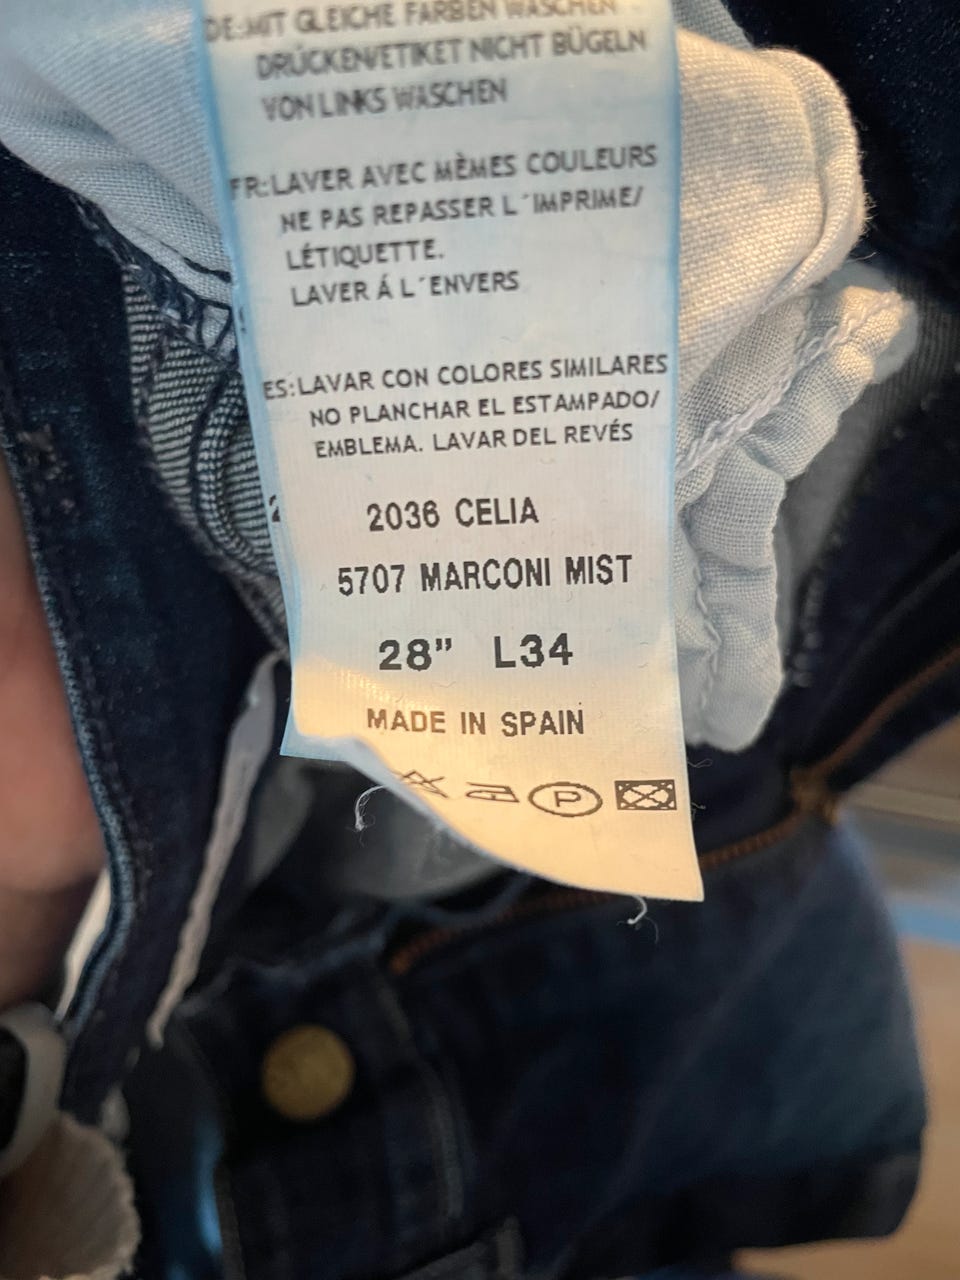 DE:MIT GLEICHE FARBEN WASCHEN
DRÜCKEN/ETIKET NICHT BÜGELN
VON LINKS WASCHEN
FR:LAVER AVEC MÈMES COULEURS
NE PAS REPASSER L´IMPRIME/
LÉTIQUETTE.
LAVER Á L´ENVERS
ES:LAVAR CON COLORES SIMILARES
NO PLANCHAR EL ESTAMPADO/
EMBLEMA. LAVAR DEL REVÉS
2036 CELIA
5707 MARCONI MIST
28” L34
MADE IN SPAIN
P